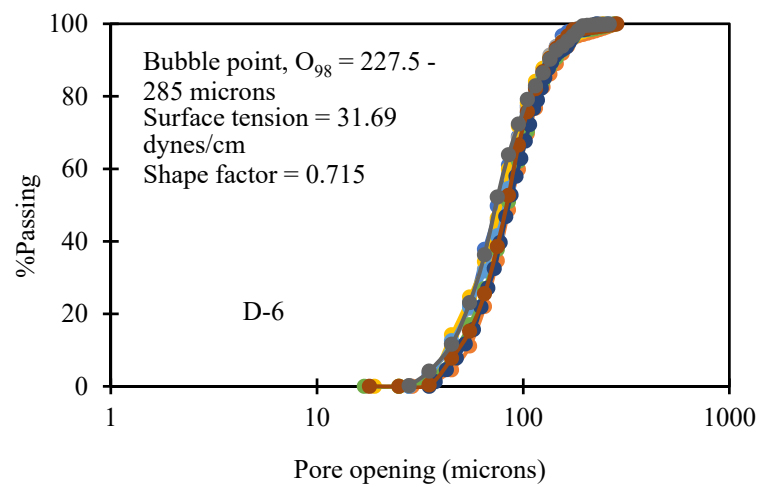 100
80
60
40
20
0
%Passing
Bubble point, O98 = 227.5 -
285 microns
Surface tension = 31.69
dynes/cm
Shape factor = 0.715
D-6
1
10
100
1000
Pore opening (microns)